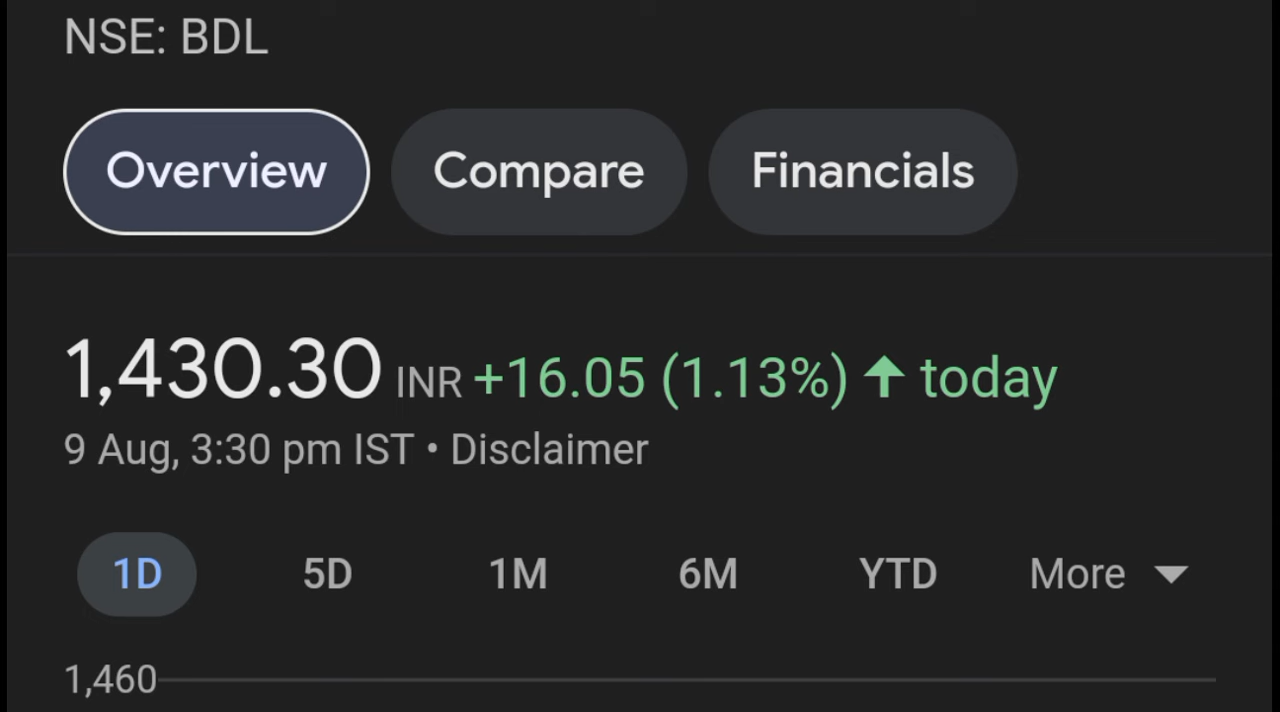 NSE: BDL
Overview Compare Financials
1,430.30 INR +16.05 (1.13%) ↑ today
9 Aug, 3:30 pm IST • Disclaimer
1D 5D 1M 6M YTD More
1,460